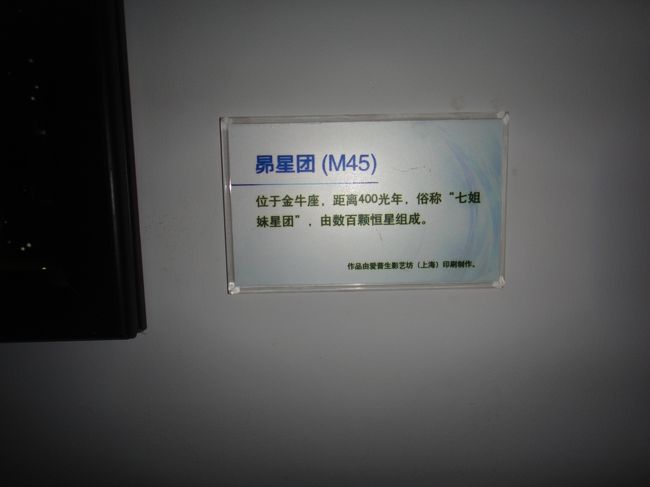 昴星团 (M45)
位于金牛座，距离400光年，俗称“七姐
妹星团”，由数百颗恒星组成。
作品由爱普生影艺坊（上海）印刷制作。